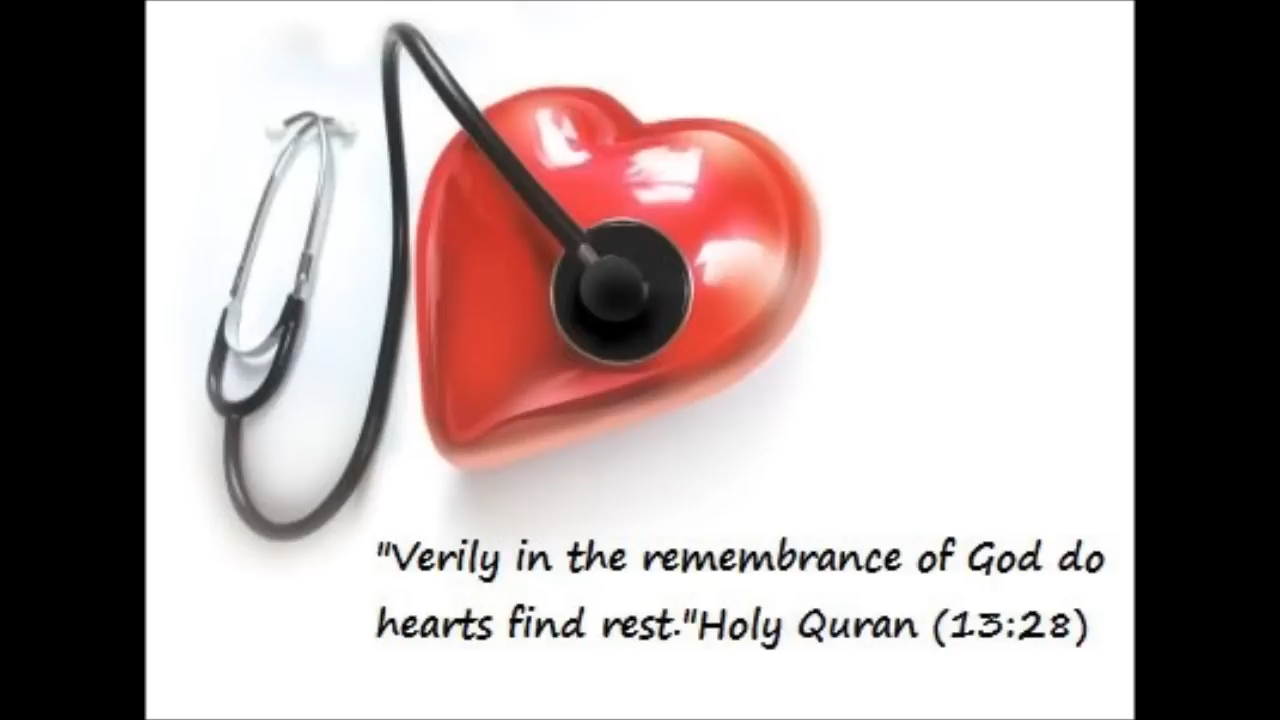 "Verily in the remembrance of God do
hearts find rest."Holy Quran (13:28)